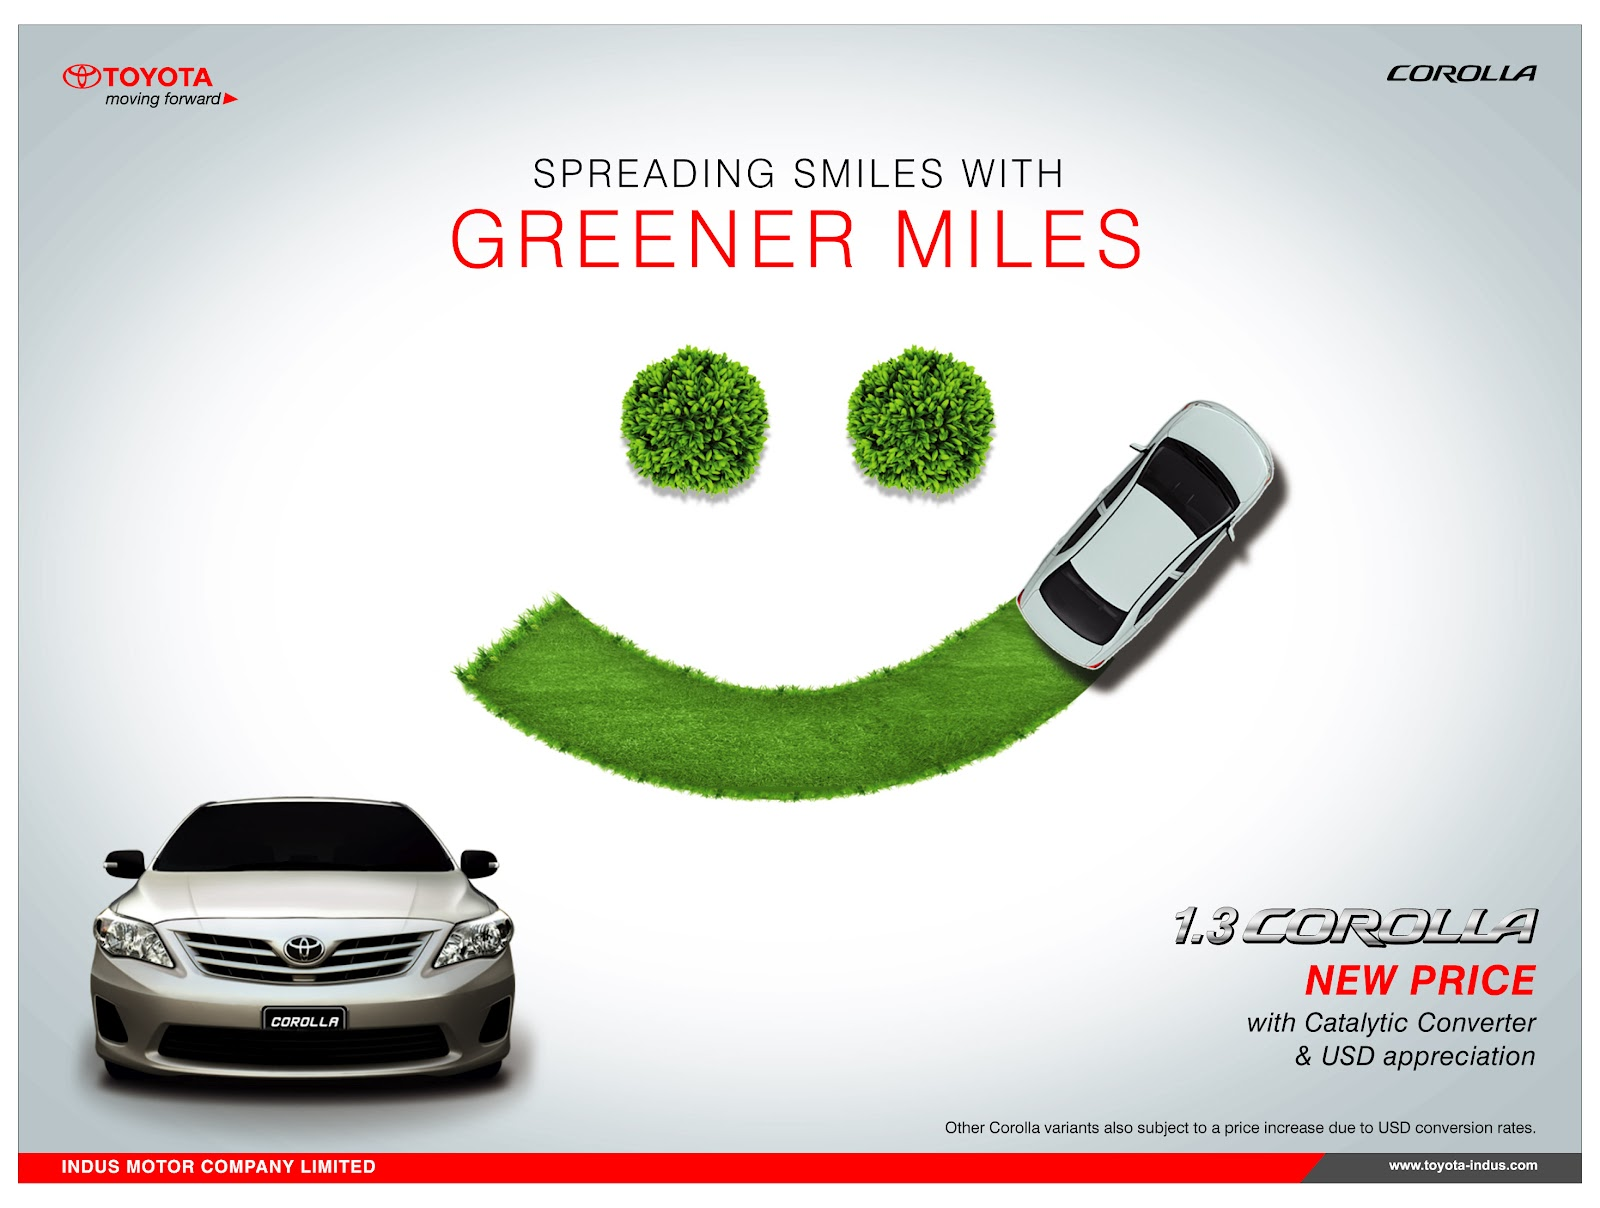 TOYOTA
moving forward
COROLLA
SPREADING SMILES WITH
GREENER MILES
COROLLA
1.3 COROLLA
NEW PRICE
with Catalytic Converter
& USD appreciation
Other Corolla variants also subject to a price increase due to USD conversion rates.
INDUS MOTOR COMPANY LIMITED
www.toyota-indus.com